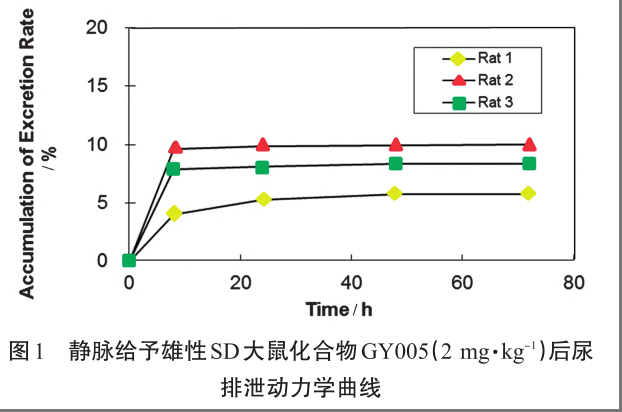 20
15
10
5
0
Accumulation of Excretion Rate
/ %
Rat 1
Rat 2
Rat 3
0 20 40 60 80
Time / h
图1 静脉给予雄性SD大鼠化合物GY005(2 mg·kg⁻¹)后尿
排泄动力学曲线